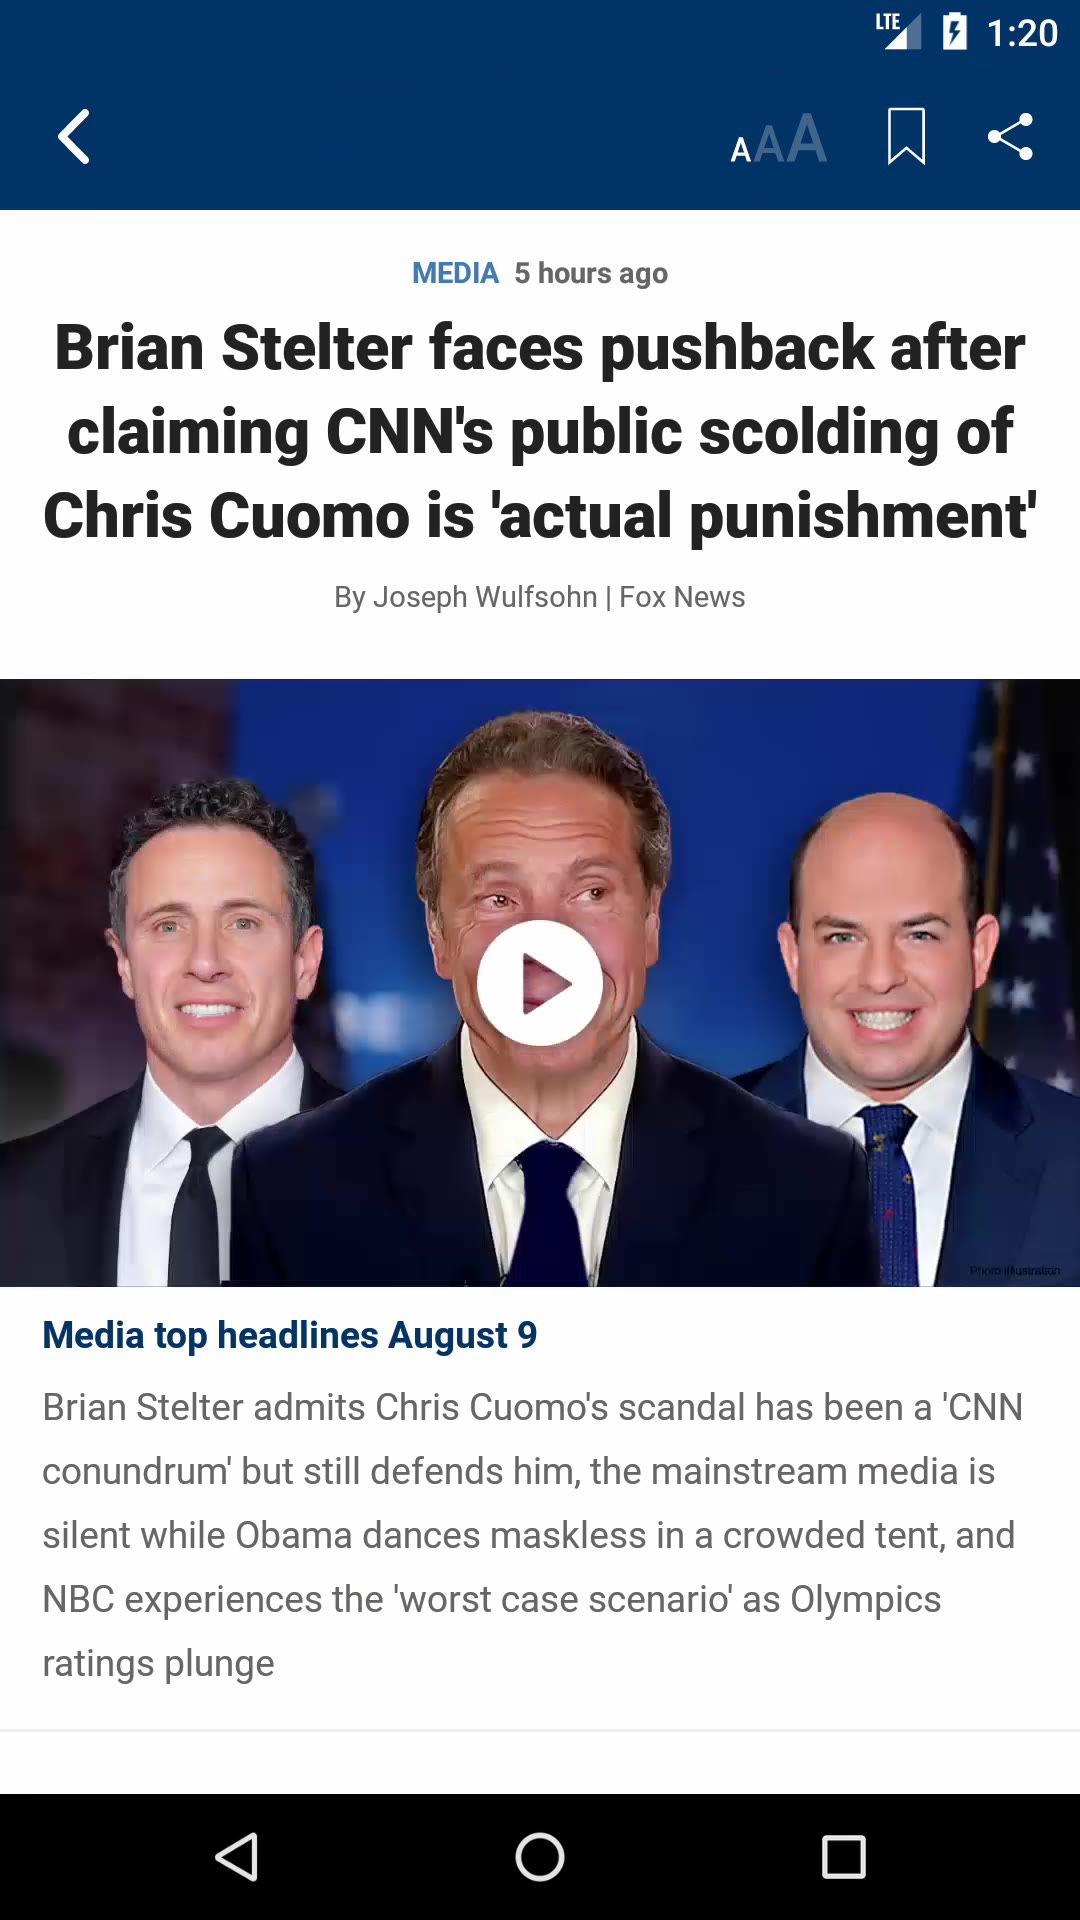 LTE 1:20
AAA
MEDIA 5 hours ago
Brian Stelter faces pushback after
claiming CNN's public scolding of
Chris Cuomo is 'actual punishment'
By Joseph Wulfsohn | Fox News
Photo Illustration
Media top headlines August 9
Brian Stelter admits Chris Cuomo's scandal has been a 'CNN
conundrum' but still defends him, the mainstream media is
silent while Obama dances maskless in a crowded tent, and
NBC experiences the 'worst case scenario' as Olympics
ratings plunge